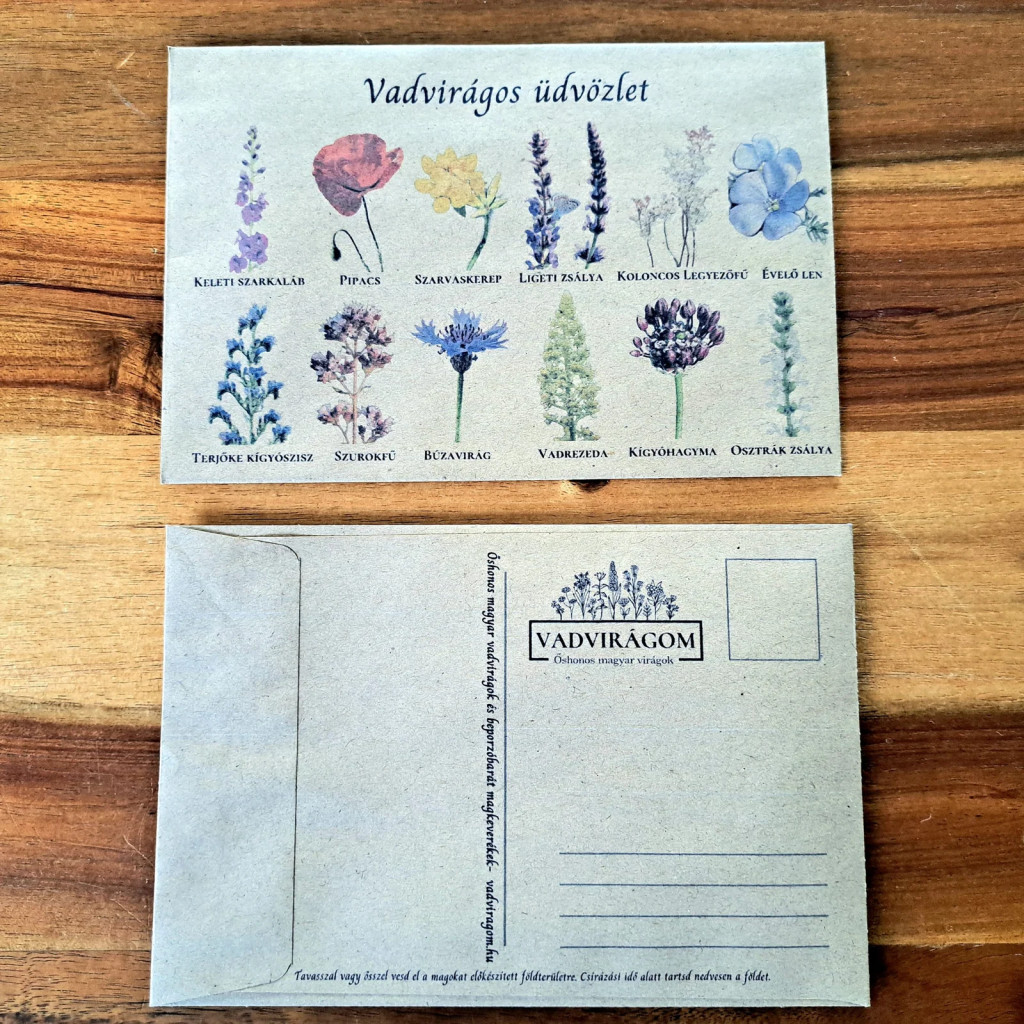 Vadvirágos üdvözlet
Keleti szarkaláb Pipacs Szarvaskerep Ligeti zsálya Koloncos Legyezőfű Évelő len
Terjőke kígyószisz Szurokfű Búzavirág Vadrezeda Kígyóhagyma Osztrák zsálya
Őshonos magyar vadvirágok és beporzóbarát magkeverékek- vadviragom.hu
VADVIRÁGOM
Őshonos magyar virágok
Tavasszal vagy ősszel vesd el a magokat előkészített földterületre. Csírázási idő alatt tartsd nedvesen a földet.